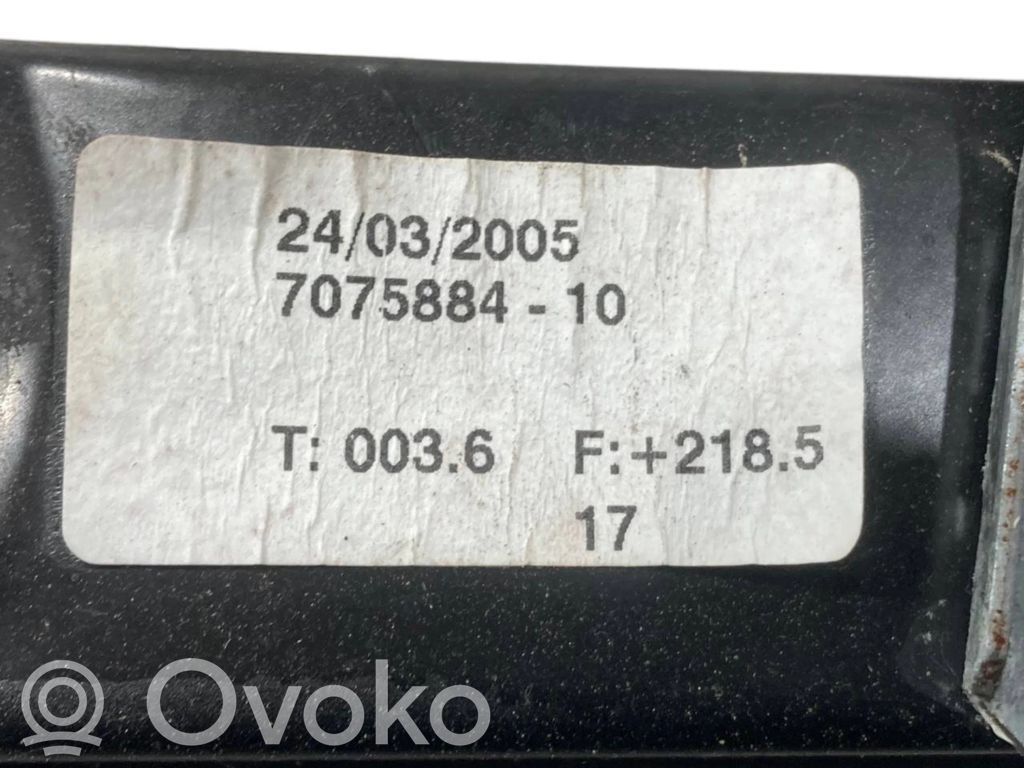 24/03/2005
7075884 - 10
T: 003.6 F:+218.5
17
Ovoko